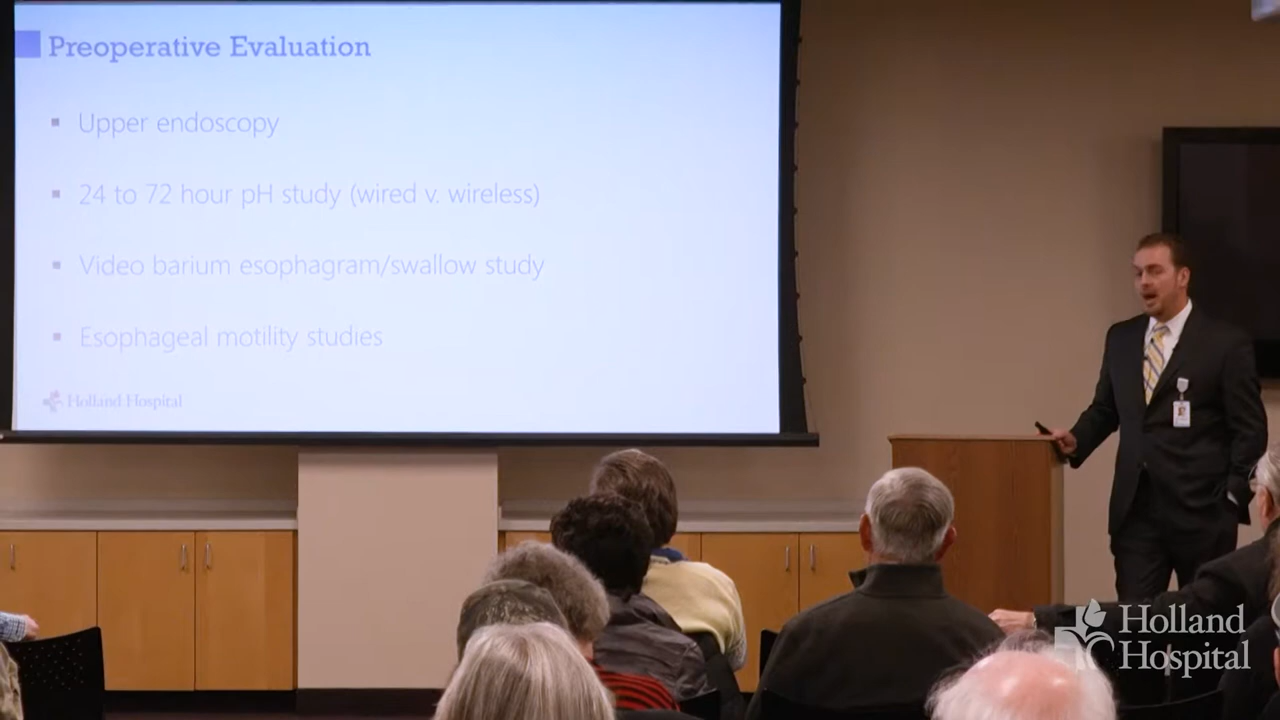 Preoperative Evaluation
▪ Upper endoscopy
▪ 24 to 72 hour pH study (wired v. wireless)
▪ Video barium esophagram/swallow study
▪ Esophageal motility studies
Holland Hospital
Holland
Hospital